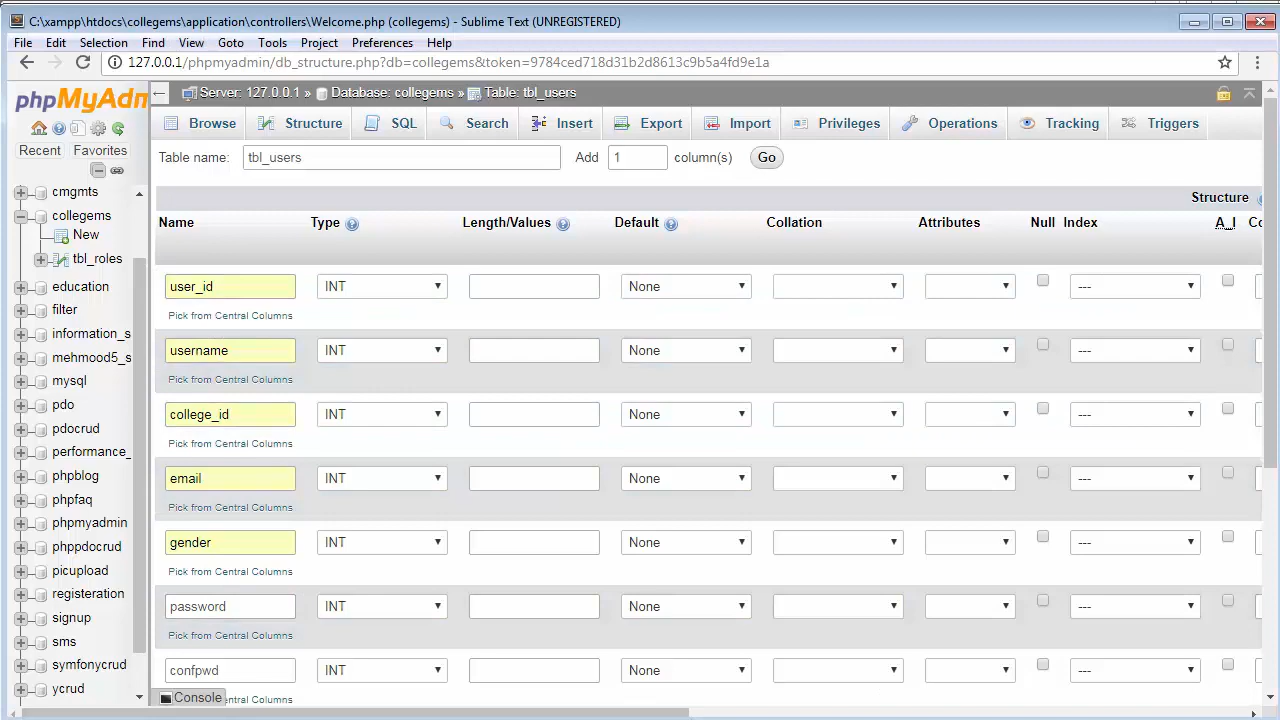 C:\xampp\htdocs\collegems\application\controllers\Welcome.php (collegems) - Sublime Text (UNREGISTERED)
File Edit Selection Find View Goto Tools Project Preferences Help
127.0.0.1/phpmyadmin/db_structure.php?db=collegems&token=9784ced718d31b2d8613c9b5a4fd9e1a
phpMyAdm
Server: 127.0.0.1 » Database: collegems » Table: tbl_users
Browse Structure SQL Search Insert Export Import Privileges Operations Tracking Triggers
Recent Favorites
Table name: tbl_users Add 1 column(s) Go
Structure
Name Type Length/Values Default Collation Attributes Null Index A_I Co
cmgmts
collegems
New
tbl_roles
education
filter
information_s
mehmood5_s
mysql
pdo
pdocrud
performance_
phpblog
phpfaq
phpmyadmin
phppdocrud
picupload
registeration
signup
sms
symfonycrud
ycrud
user_id INT None ---
Pick from Central Columns
username INT None ---
Pick from Central Columns
college_id INT None ---
Pick from Central Columns
email INT None ---
Pick from Central Columns
gender INT None ---
Pick from Central Columns
password INT None ---
Pick from Central Columns
confpwd INT None ---
Console entral Columns